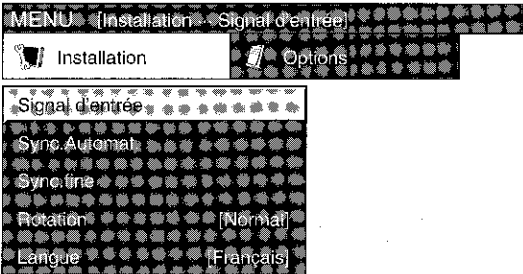 MENU [Installation -- Signal d'entrée]
Installation Options
Signal d'entrée
Sync.Automat.
Sync.fine
Rotation [Normal]
Langue [Français]